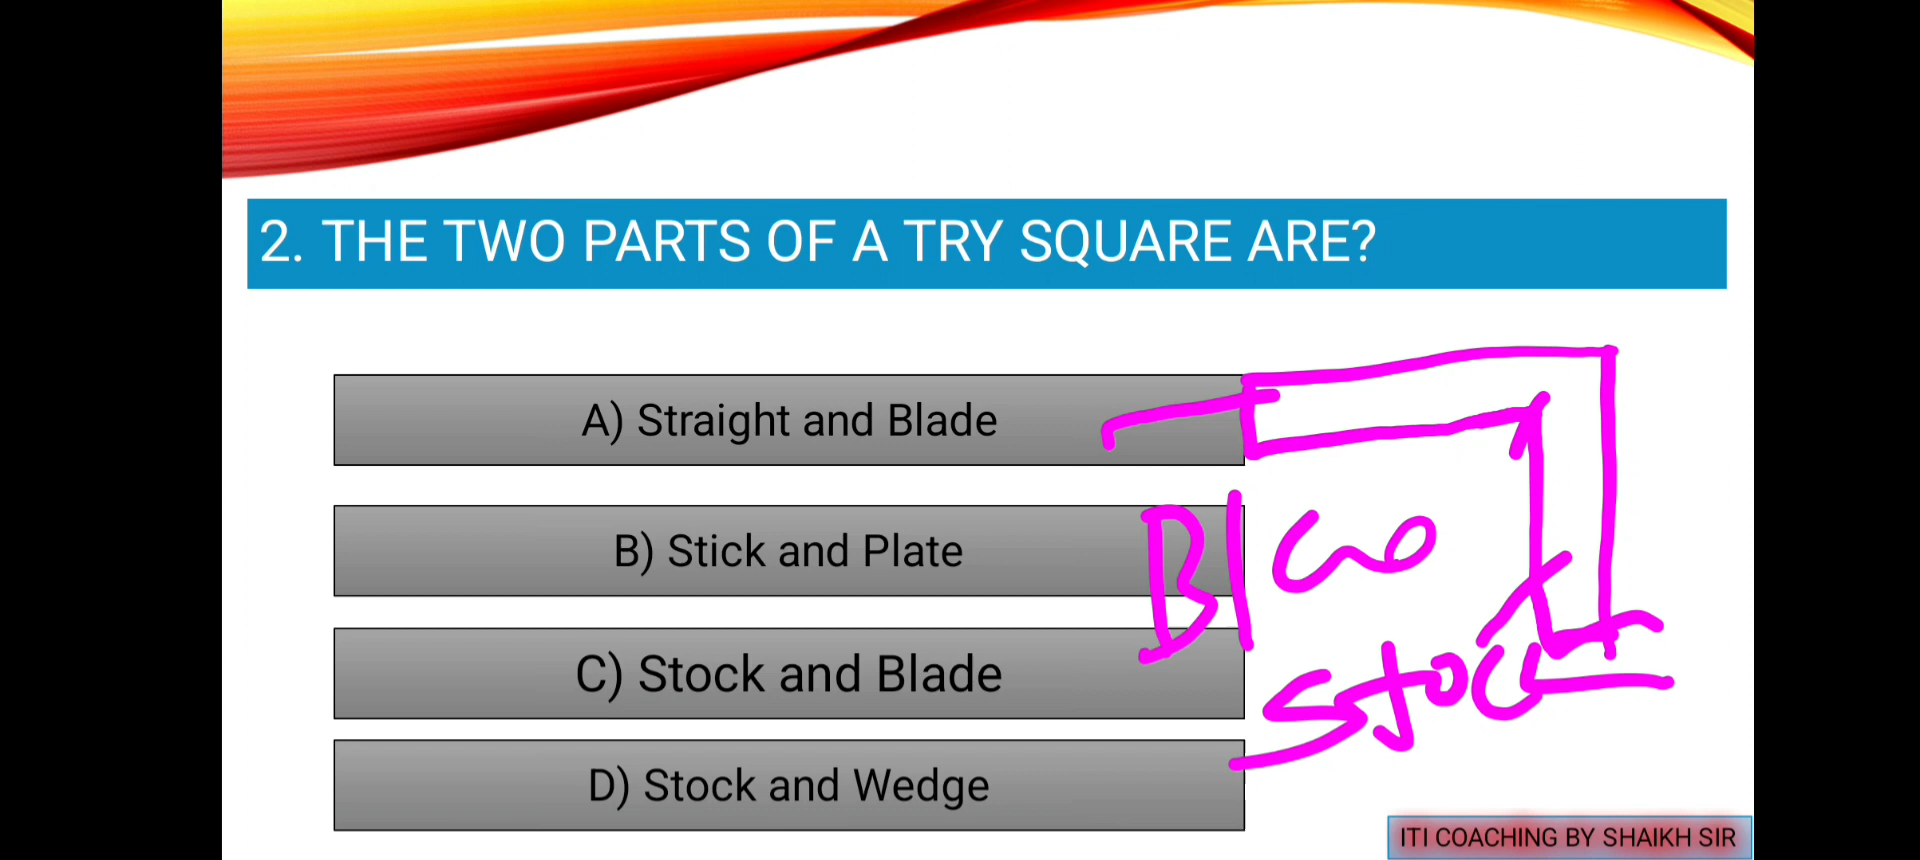 2. THE TWO PARTS OF A TRY SQUARE ARE?
A) Straight and Blade
B) Stick and Plate
C) Stock and Blade
D) Stock and Wedge
Stock
ITI COACHING BY SHAIKH SIR